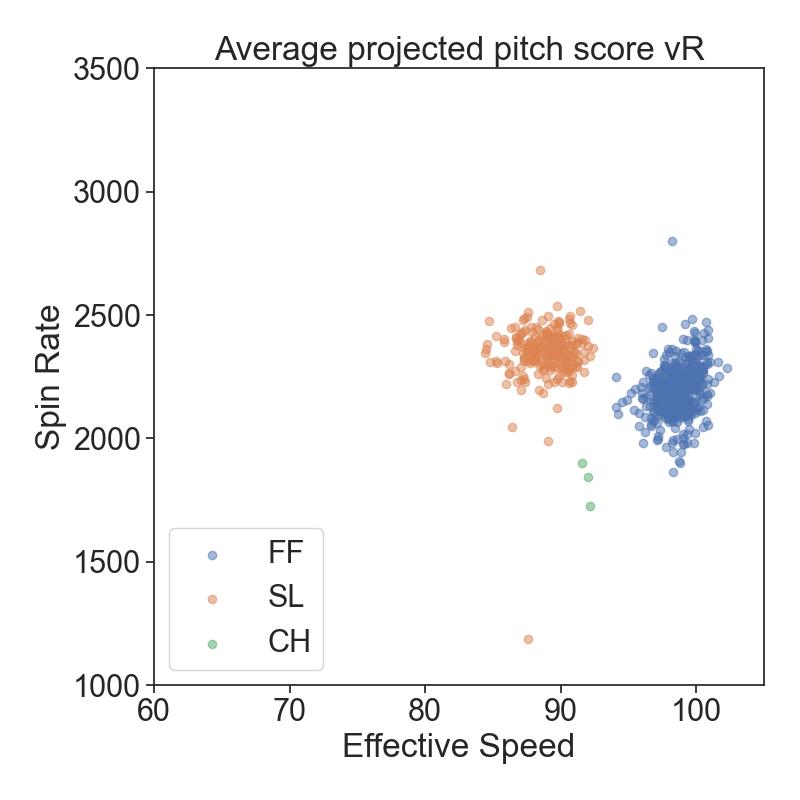 Average projected pitch score vR
3500
3000
2500
2000
1500
1000
Spin Rate
FF
SL
CH
60 70 80 90 100
Effective Speed